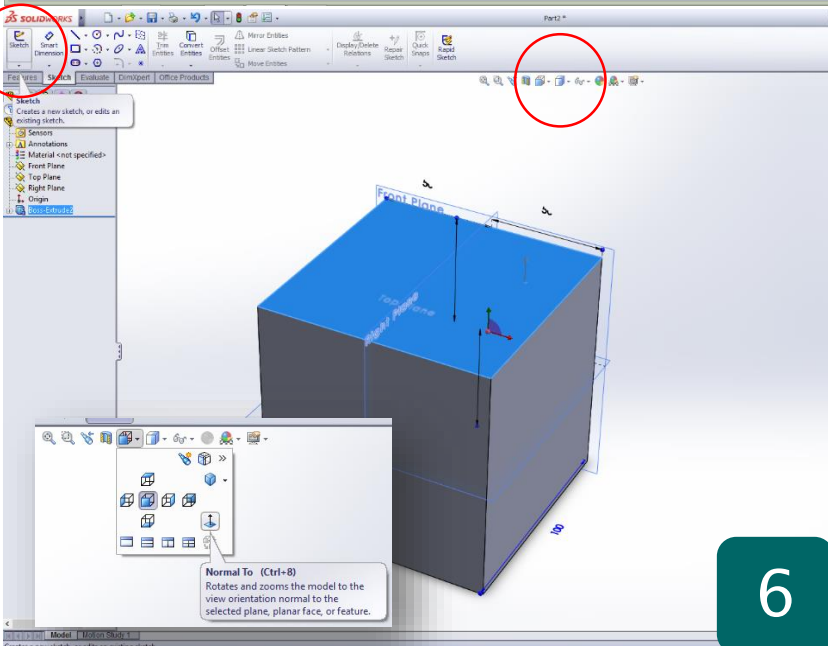 SOLIDWORKS
Part2 *
Sketch
Smart Dimension
Trim Entities
Convert Entities
Offset Entities
Mirror Entities
Linear Sketch Pattern
Move Entities
Display/Delete Relations
Repair Sketch
Quick Snaps
Rapid Sketch
Features Sketch Evaluate DimXpert Office Products
Sketch
Creates a new sketch, or edits an
existing sketch.
Sensors
Annotations
Material <not specified>
Front Plane
Top Plane
Right Plane
Origin
Boss-Extrude2
Front Plane
Top Plane
Right Plane
100
Normal To (Ctrl+8)
Rotates and zooms the model to the
view orientation normal to the
selected plane, planar face, or feature.
6
Model Motion Study 1